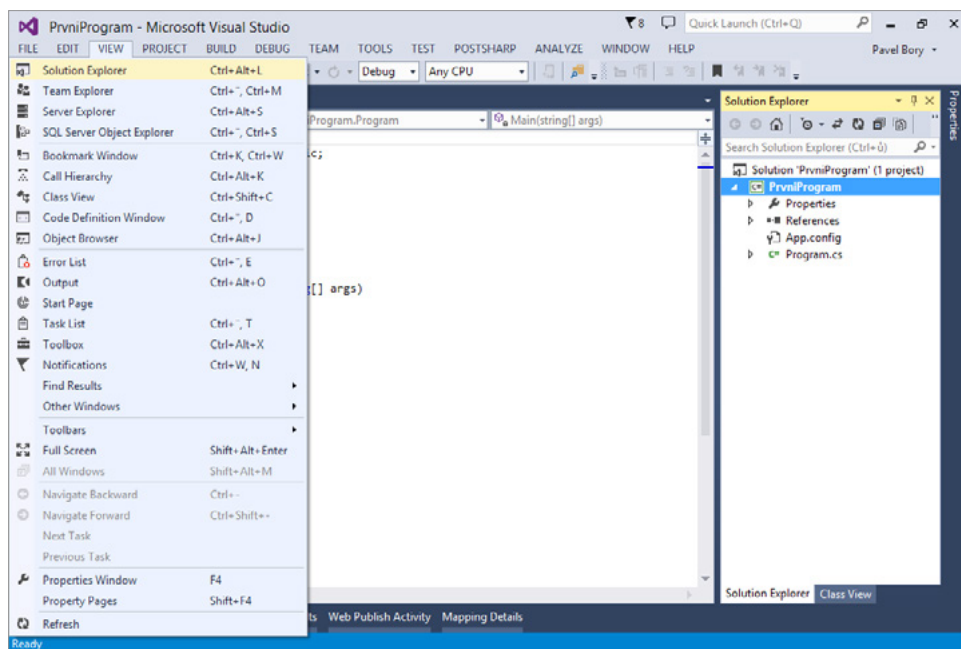 PrvniProgram - Microsoft Visual Studio
8
Quick Launch (Ctrl+Q)
FILE EDIT VIEW PROJECT BUILD DEBUG TEAM TOOLS TEST POSTSHARP ANALYZE WINDOW HELP
Pavel Bory
Solution Explorer Ctrl+Alt+L
Team Explorer Ctrl+¨, Ctrl+M
Server Explorer Ctrl+Alt+S
SQL Server Object Explorer Ctrl+¨, Ctrl+S
Bookmark Window Ctrl+K, Ctrl+W
Call Hierarchy Ctrl+Alt+K
Class View Ctrl+Shift+C
Code Definition Window Ctrl+¨, D
Object Browser Ctrl+Alt+J
Error List Ctrl+¨, E
Output Ctrl+Alt+O
Start Page
Task List Ctrl+¨, T
Toolbox Ctrl+Alt+X
Notifications Ctrl+W, N
Find Results
Other Windows
Toolbars
Full Screen Shift+Alt+Enter
All Windows Shift+Alt+M
Navigate Backward Ctrl+-
Navigate Forward Ctrl+Shift+-
Next Task
Previous Task
Properties Window F4
Property Pages Shift+F4
Refresh
Debug Any CPU
Program.Program Main(string[] args)
.c;
[] args)
Web Publish Activity Mapping Details
Solution Explorer
Search Solution Explorer (Ctrl+ů)
Solution 'PrvniProgram' (1 project)
PrvniProgram
Properties
References
App.config
Program.cs
Solution Explorer Class View
Properties
Ready